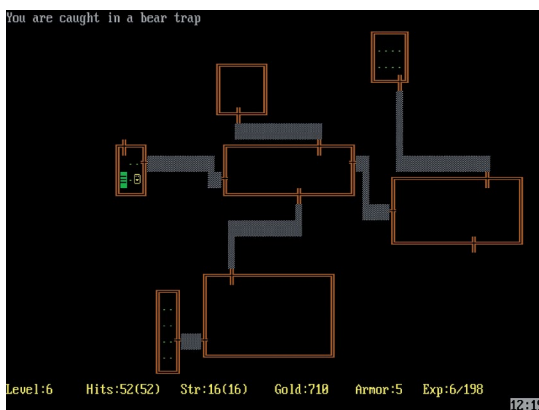 You are caught in a bear trap
Level:6 Hits:52(52) Str:16(16) Gold:710 Armor:5 Exp:6/198